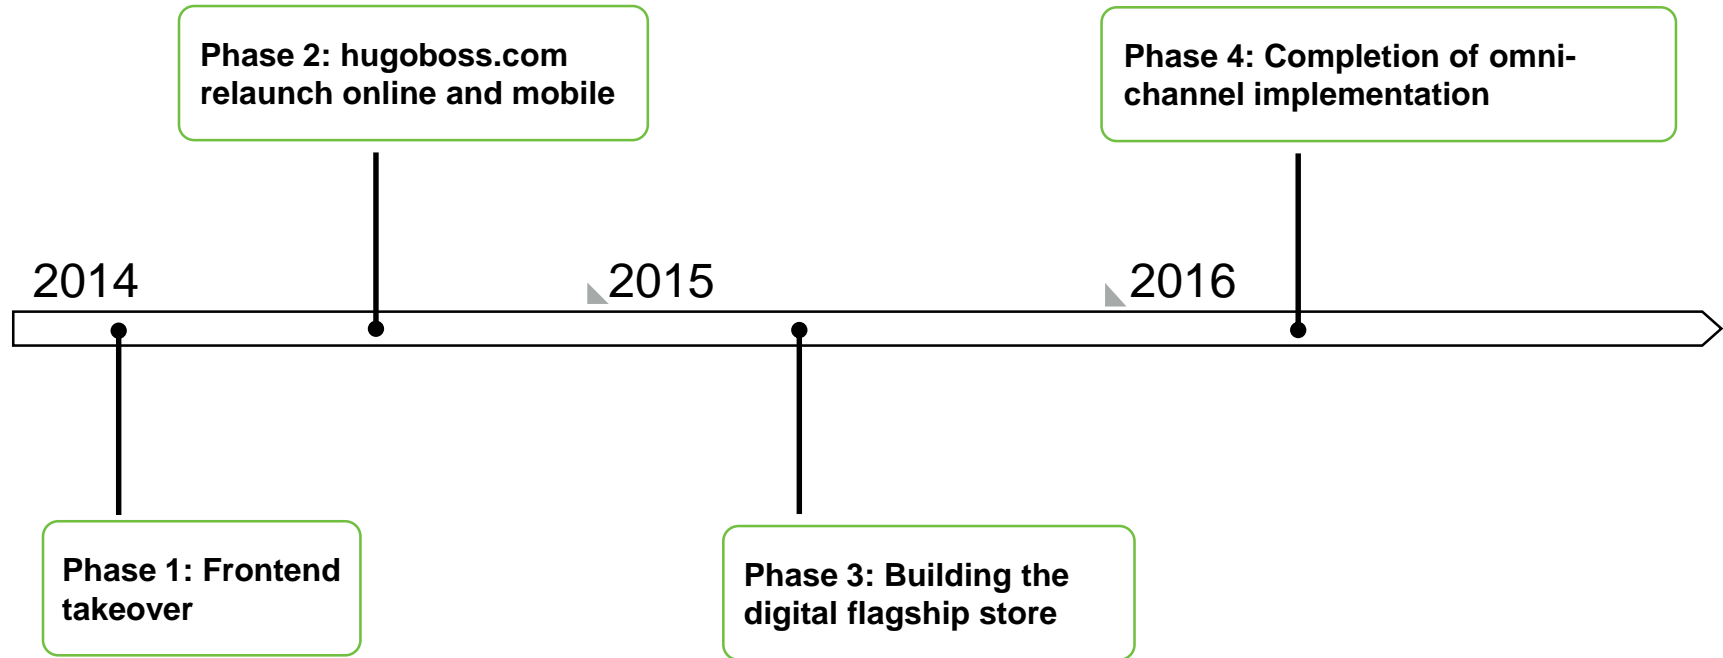 Phase 2: hugoboss.com
relaunch online and mobile
Phase 4: Completion of omni-
channel implementation
2014
2015
2016
Phase 1: Frontend
takeover
Phase 3: Building the
digital flagship store